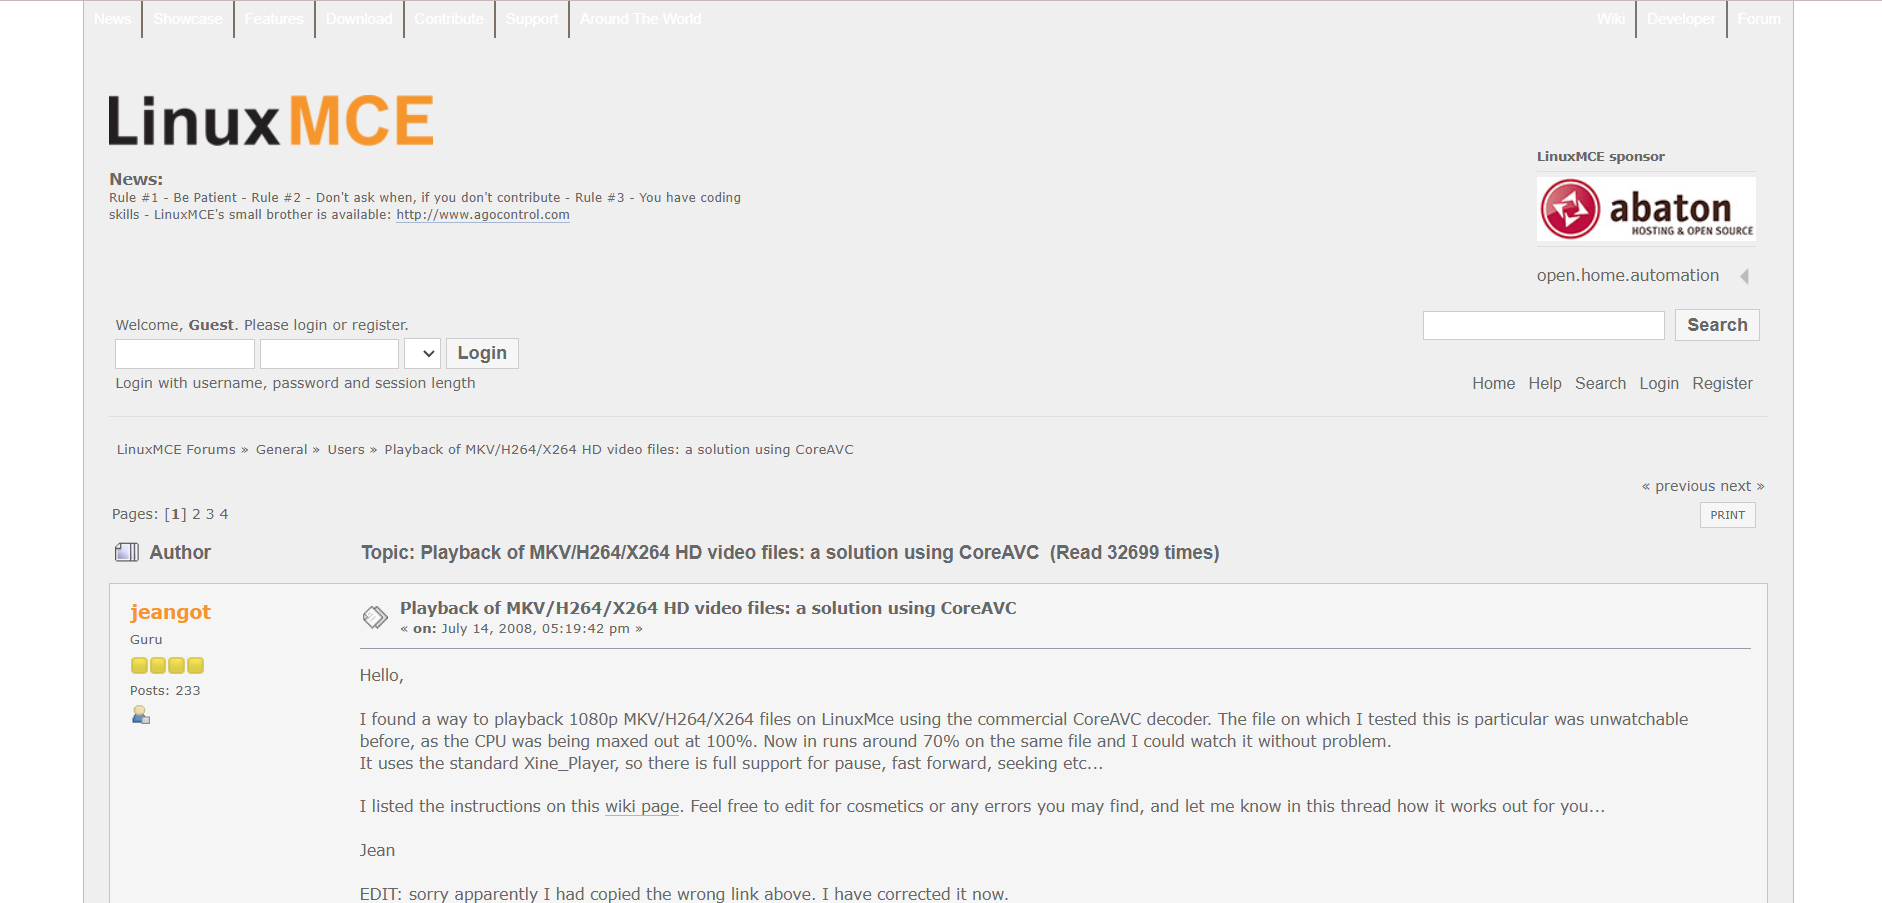 News Showcase Features Download Contribute Support Around The World Wiki Developer Forum
LinuxMCE
LinuxMCE sponsor
abaton
HOSTING & OPEN SOURCE
open.home.automation
News:
Rule #1 - Be Patient - Rule #2 - Don't ask when, if you don't contribute - Rule #3 - You have coding
skills - LinuxMCE's small brother is available: http://www.agocontrol.com
Welcome, Guest. Please login or register.
Login
Login with username, password and session length
Search
Home Help Search Login Register
LinuxMCE Forums » General » Users » Playback of MKV/H264/X264 HD video files: a solution using CoreAVC
« previous next »
Pages: [1] 2 3 4
PRINT
Author Topic: Playback of MKV/H264/X264 HD video files: a solution using CoreAVC (Read 32699 times)
jeangot
Guru
Posts: 233
Playback of MKV/H264/X264 HD video files: a solution using CoreAVC
« on: July 14, 2008, 05:19:42 pm »
Hello,
I found a way to playback 1080p MKV/H264/X264 files on LinuxMce using the commercial CoreAVC decoder. The file on which I tested this is particular was unwatchable
before, as the CPU was being maxed out at 100%. Now in runs around 70% on the same file and I could watch it without problem.
It uses the standard Xine_Player, so there is full support for pause, fast forward, seeking etc...
I listed the instructions on this wiki page. Feel free to edit for cosmetics or any errors you may find, and let me know in this thread how it works out for you...
Jean
EDIT: sorry apparently I had copied the wrong link above. I have corrected it now.